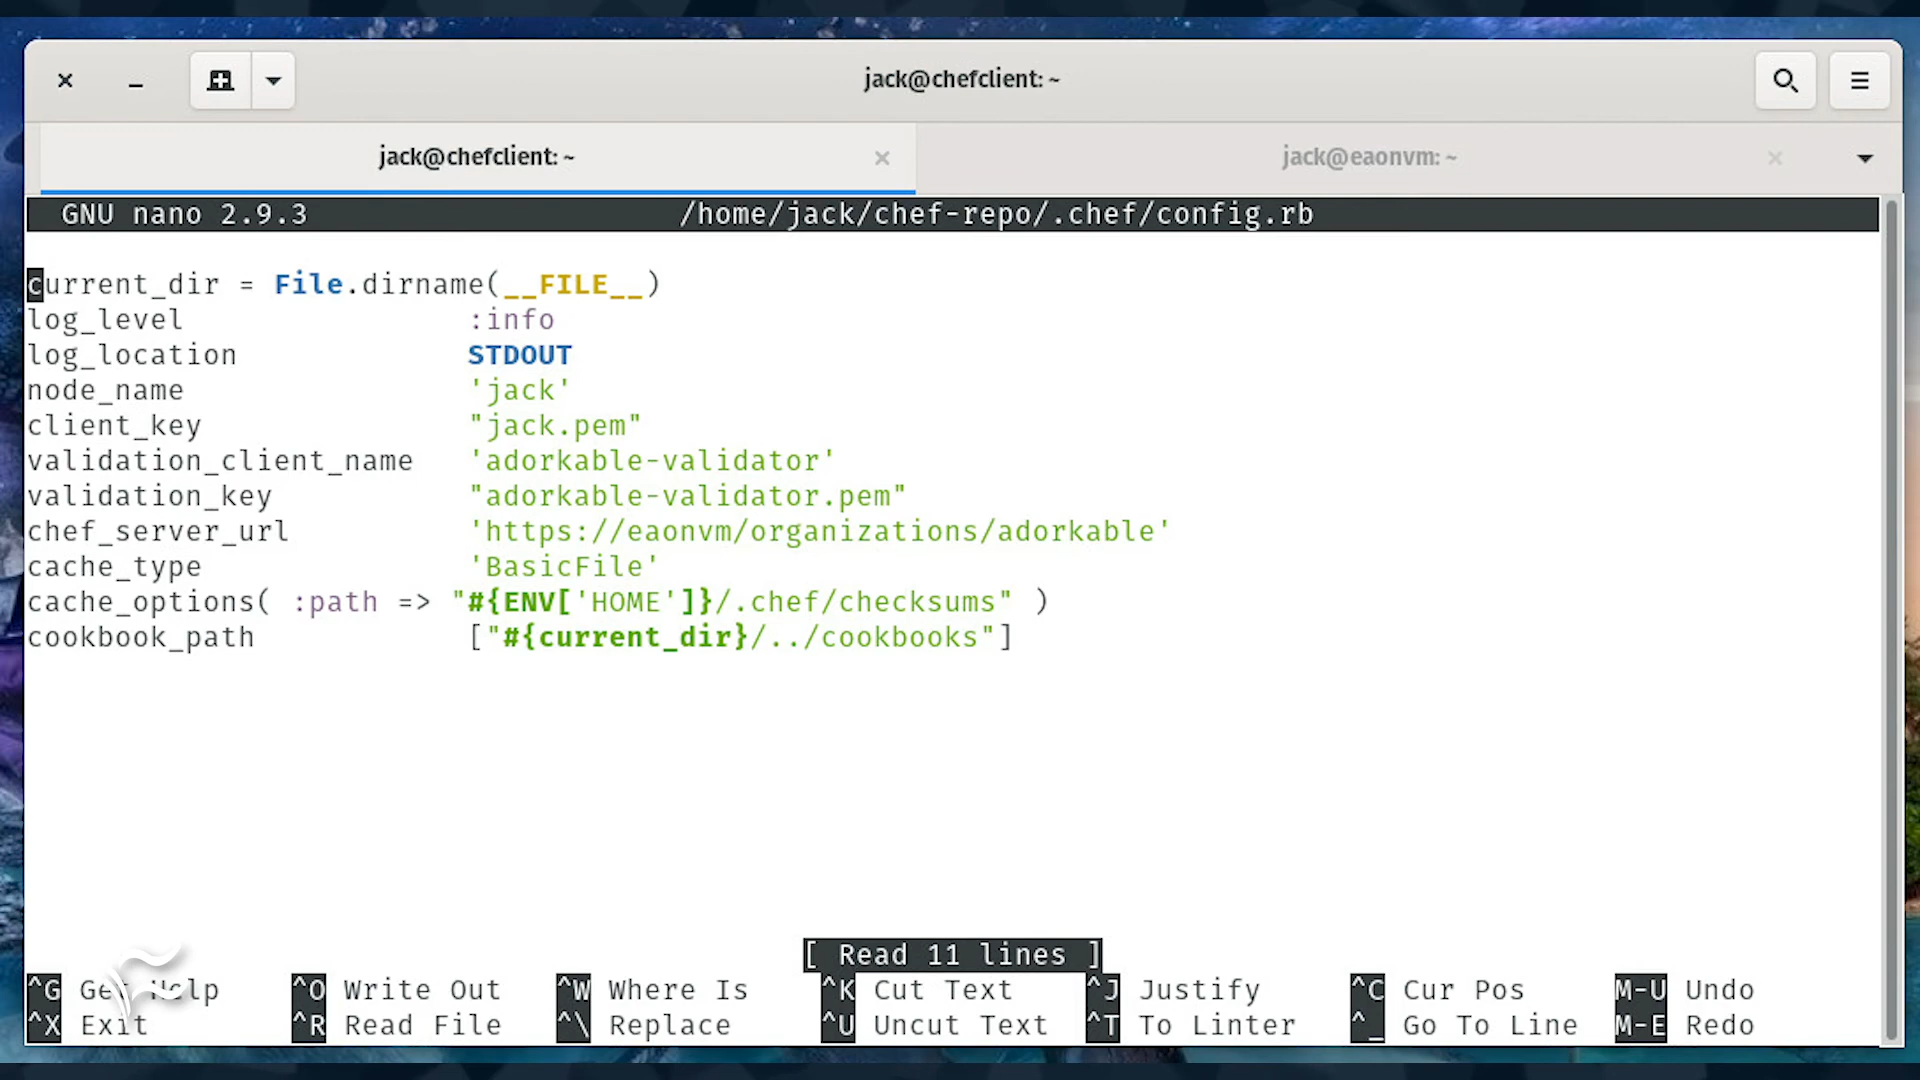 jack@chefclient: ~
jack@chefclient: ~ jack@eaonvm: ~
GNU nano 2.9.3 /home/jack/chef-repo/.chef/config.rb
current_dir = File.dirname(__FILE__)
log_level :info
log_location STDOUT
node_name 'jack'
client_key "jack.pem"
validation_client_name 'adorkable-validator'
validation_key "adorkable-validator.pem"
chef_server_url 'https://eaonvm/organizations/adorkable'
cache_type 'BasicFile'
cache_options( :path => "#{ENV['HOME']}/.chef/checksums" )
cookbook_path ["#{current_dir}/../cookbooks"]
[ Read 11 lines ]
^G Get Help ^O Write Out ^W Where Is ^K Cut Text ^J Justify ^C Cur Pos M-U Undo
^X Exit ^R Read File ^\ Replace ^U Uncut Text ^T To Linter ^_ Go To Line M-E Redo